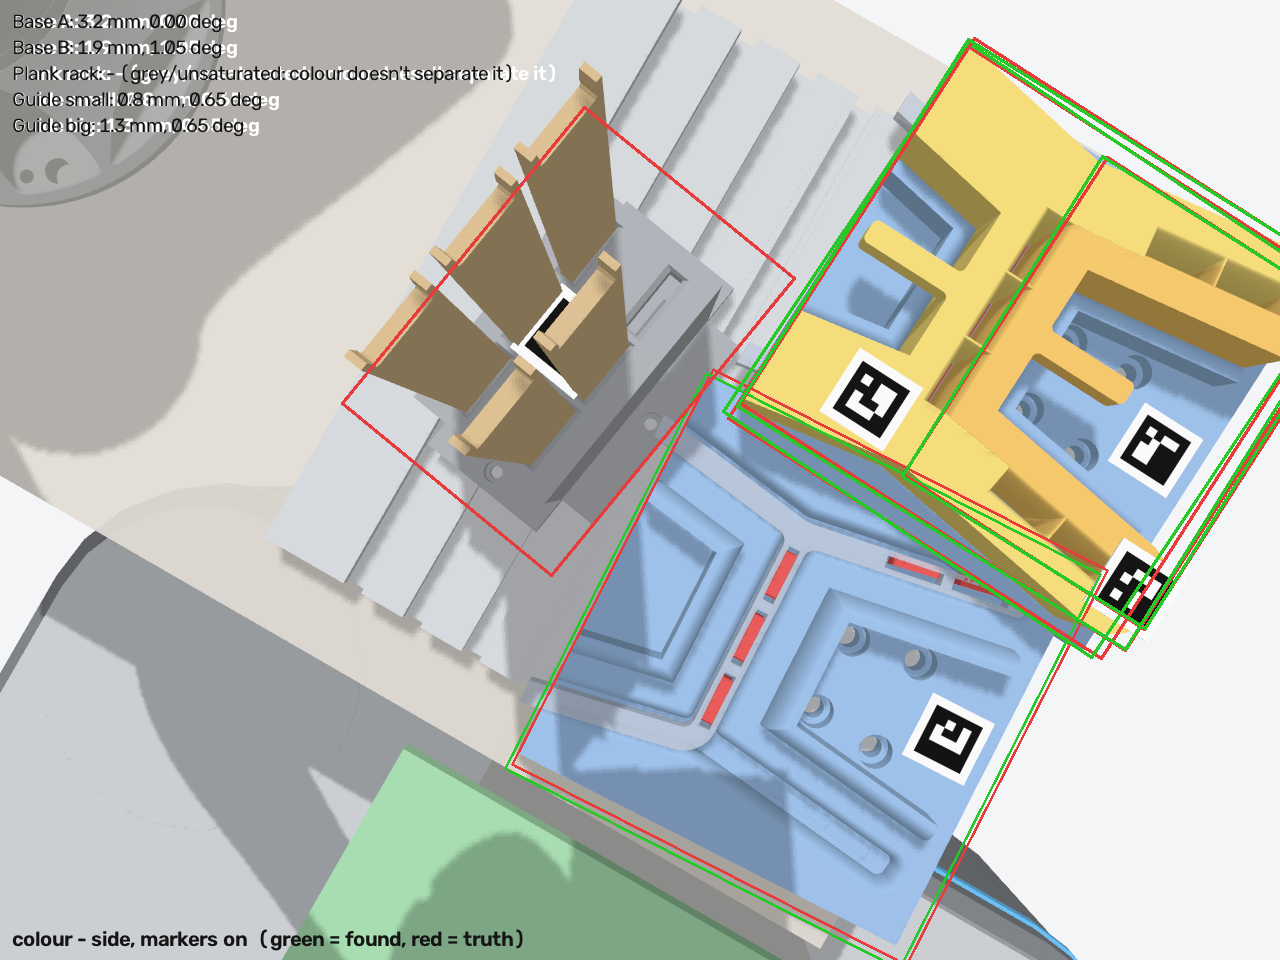 Base A: 3.2 mm, 0.00 deg
Base B: 1.9 mm, 1.05 deg
Plank rack: - (grey/unsaturated: colour doesn't separate it)
Guide small: 0.8 mm, 0.65 deg
Guide big: 1.3 mm, 0.65 deg
colour - side, markers on (green = found, red = truth)